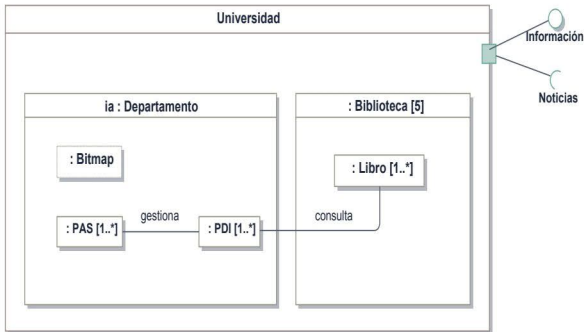 Universidad
Información
Noticias
ia : Departamento
: Biblioteca [5]
: Bitmap
: Libro [1..*]
gestiona
consulta
: PAS [1..*]
: PDI [1..*]